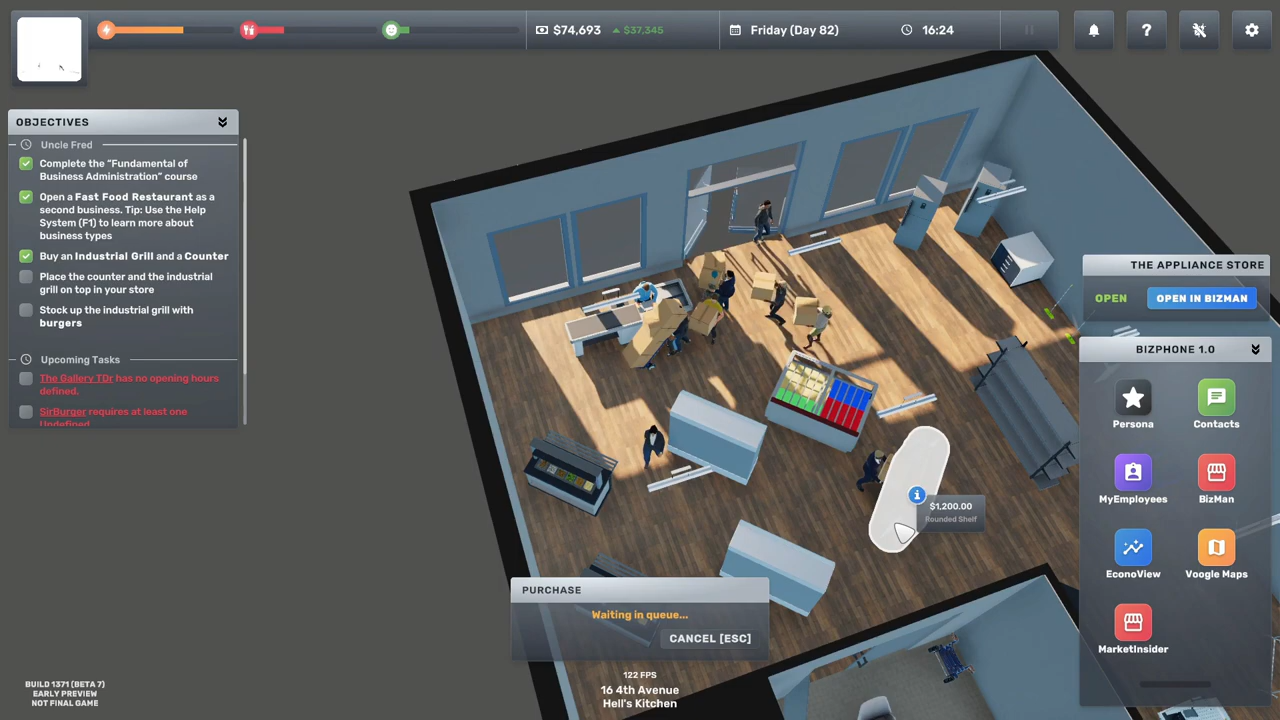 $74,693
$37,345
Friday (Day 82)
16:24
?
OBJECTIVES
Uncle Fred
Complete the "Fundamental of
Business Administration" course
Open a Fast Food Restaurant as a
second business. Tip: Use the Help
System (F1) to learn more about
business types
Buy an Industrial Grill and a Counter
Place the counter and the industrial
grill on top in your store
Stock up the industrial grill with
burgers
Upcoming Tasks
The Gallery TDr has no opening hours
defined.
SirBurger requires at least one
Undefined
THE APPLIANCE STORE
OPEN
OPEN IN BIZMAN
BIZPHONE 1.0
Persona
Contacts
MyEmployees
BizMan
EconoView
Voogle Maps
MarketInsider
i
$1,200.00
Rounded Shelf
PURCHASE
Waiting in queue...
CANCEL [ESC]
122 FPS
16 4th Avenue
Hell's Kitchen
BUILD 1371 (BETA 7)
EARLY PREVIEW
NOT FINAL GAME